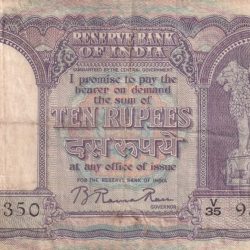 RESERVE BANK
OF INDIA
GUARANTEED BY THE CENTRAL GOVERNMENT
I promise to pay the
bearer on demand
the sum of
TEN RUPEES
दस रूपये
at any office of issue
FOR THE RESERVE BANK OF INDIA
B. Rama Rau
GOVERNOR
350
V/35 9